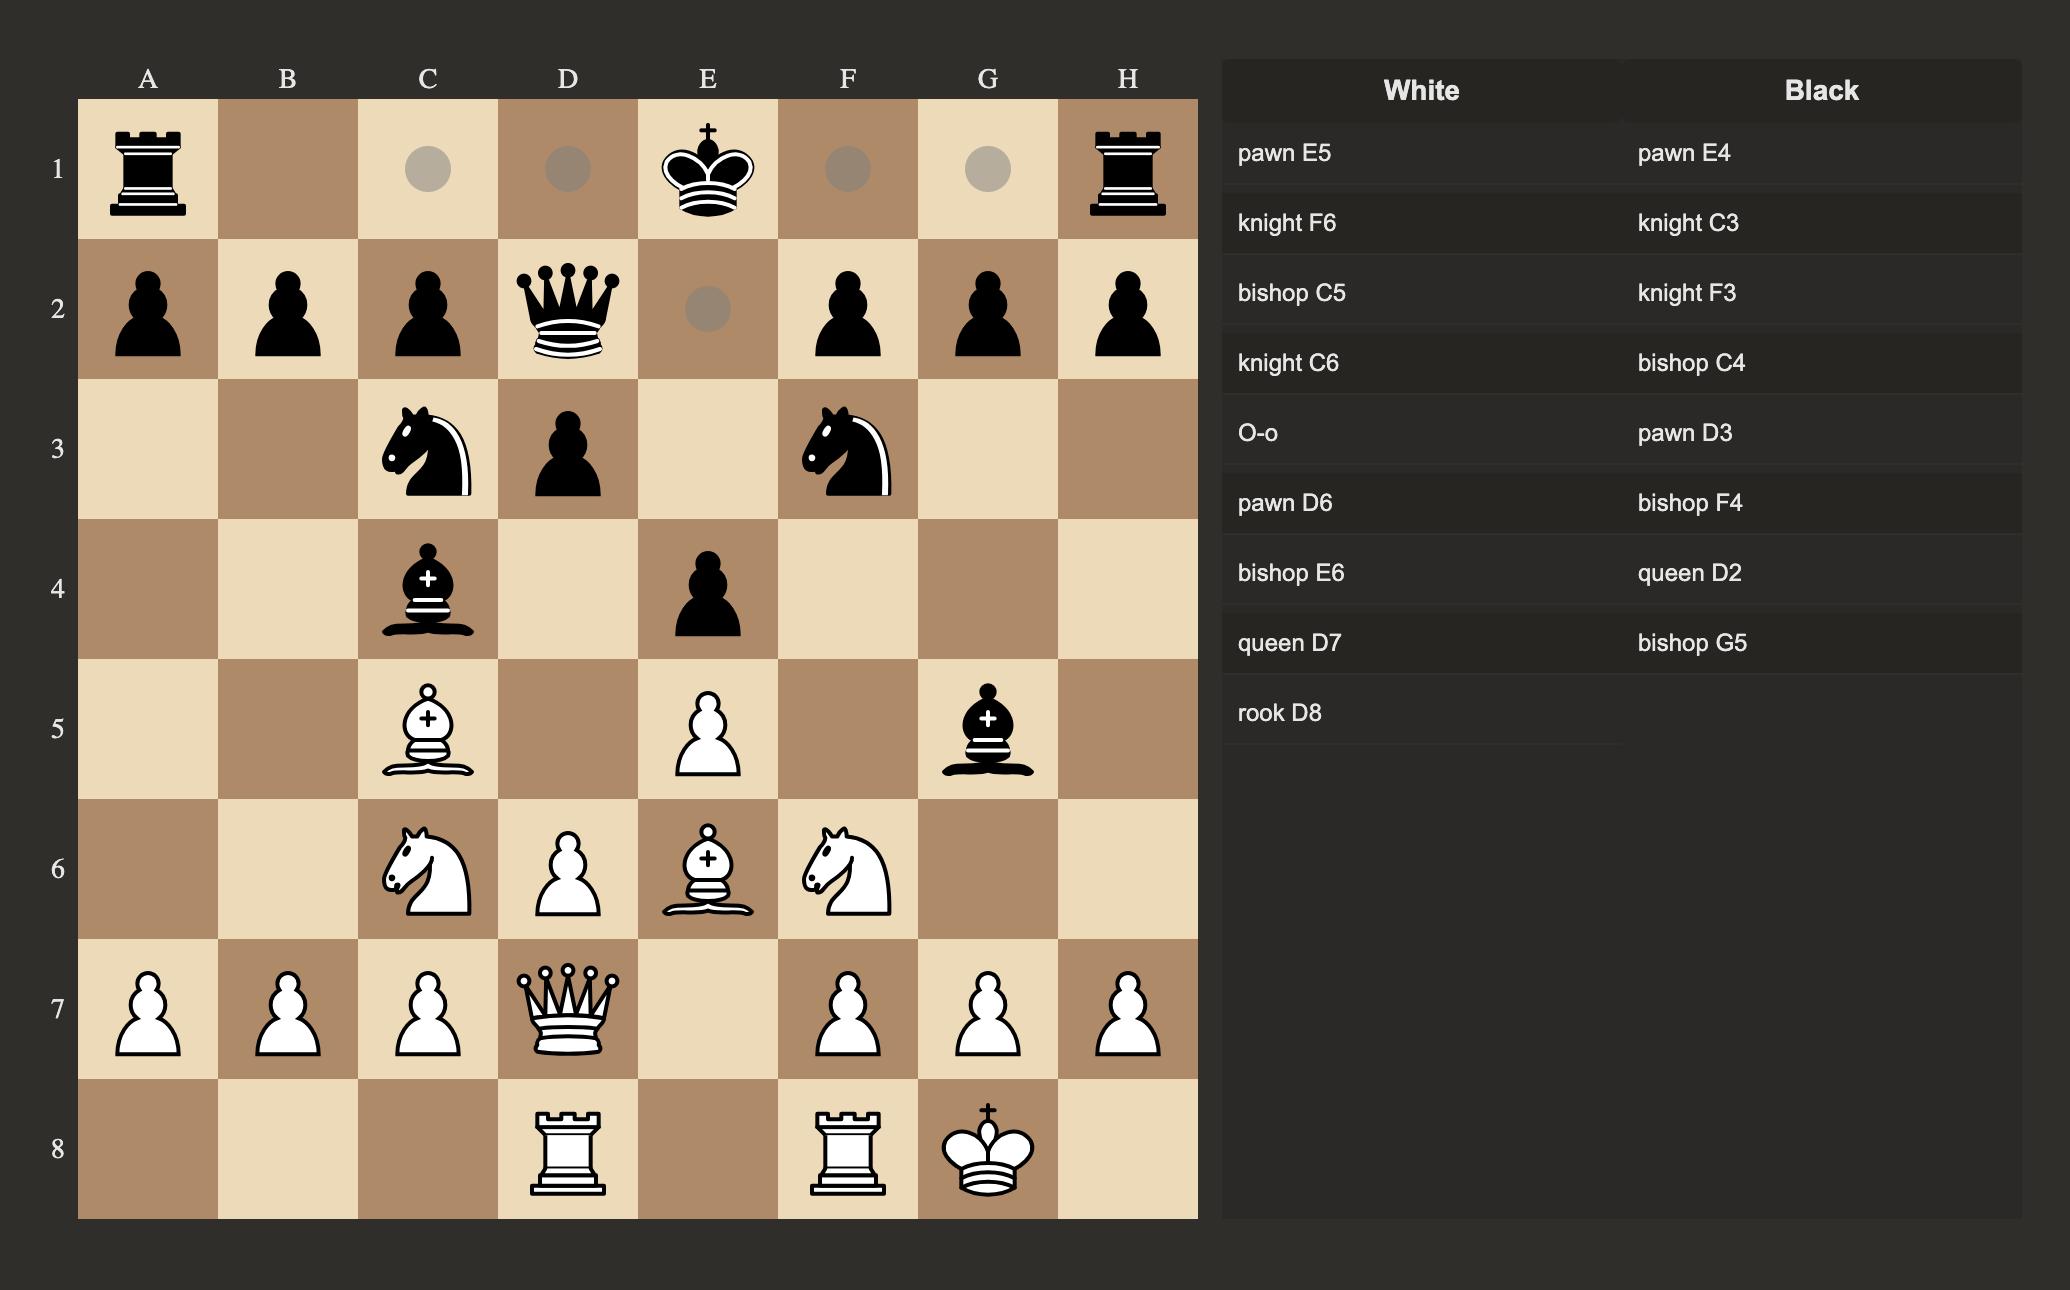 A B C D E F G H
1
2
3
4
5
6
7
8
White Black
pawn E5 pawn E4
knight F6 knight C3
bishop C5 knight F3
knight C6 bishop C4
O-o pawn D3
pawn D6 bishop F4
bishop E6 queen D2
queen D7 bishop G5
rook D8